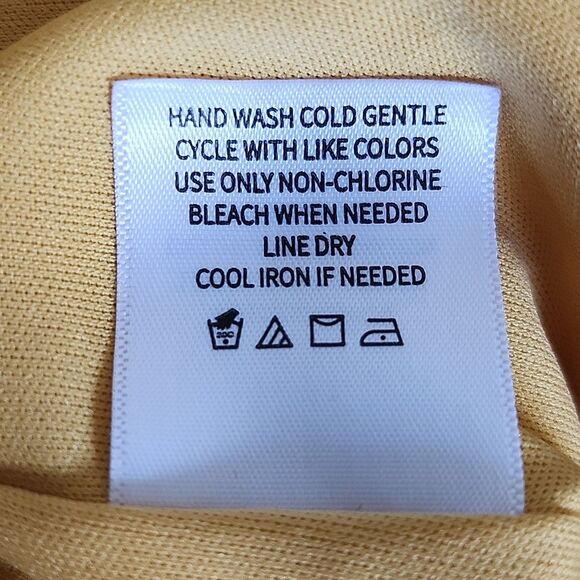 HAND WASH COLD GENTLE
CYCLE WITH LIKE COLORS
USE ONLY NON-CHLORINE
BLEACH WHEN NEEDED
LINE DRY
COOL IRON IF NEEDED